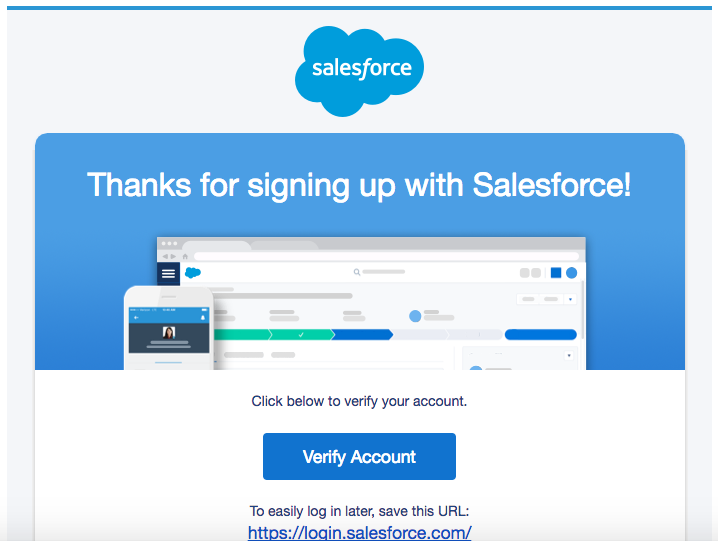 salesforce
Thanks for signing up with Salesforce!
Click below to verify your account.
Verify Account
To easily log in later, save this URL:
https://login.salesforce.com/